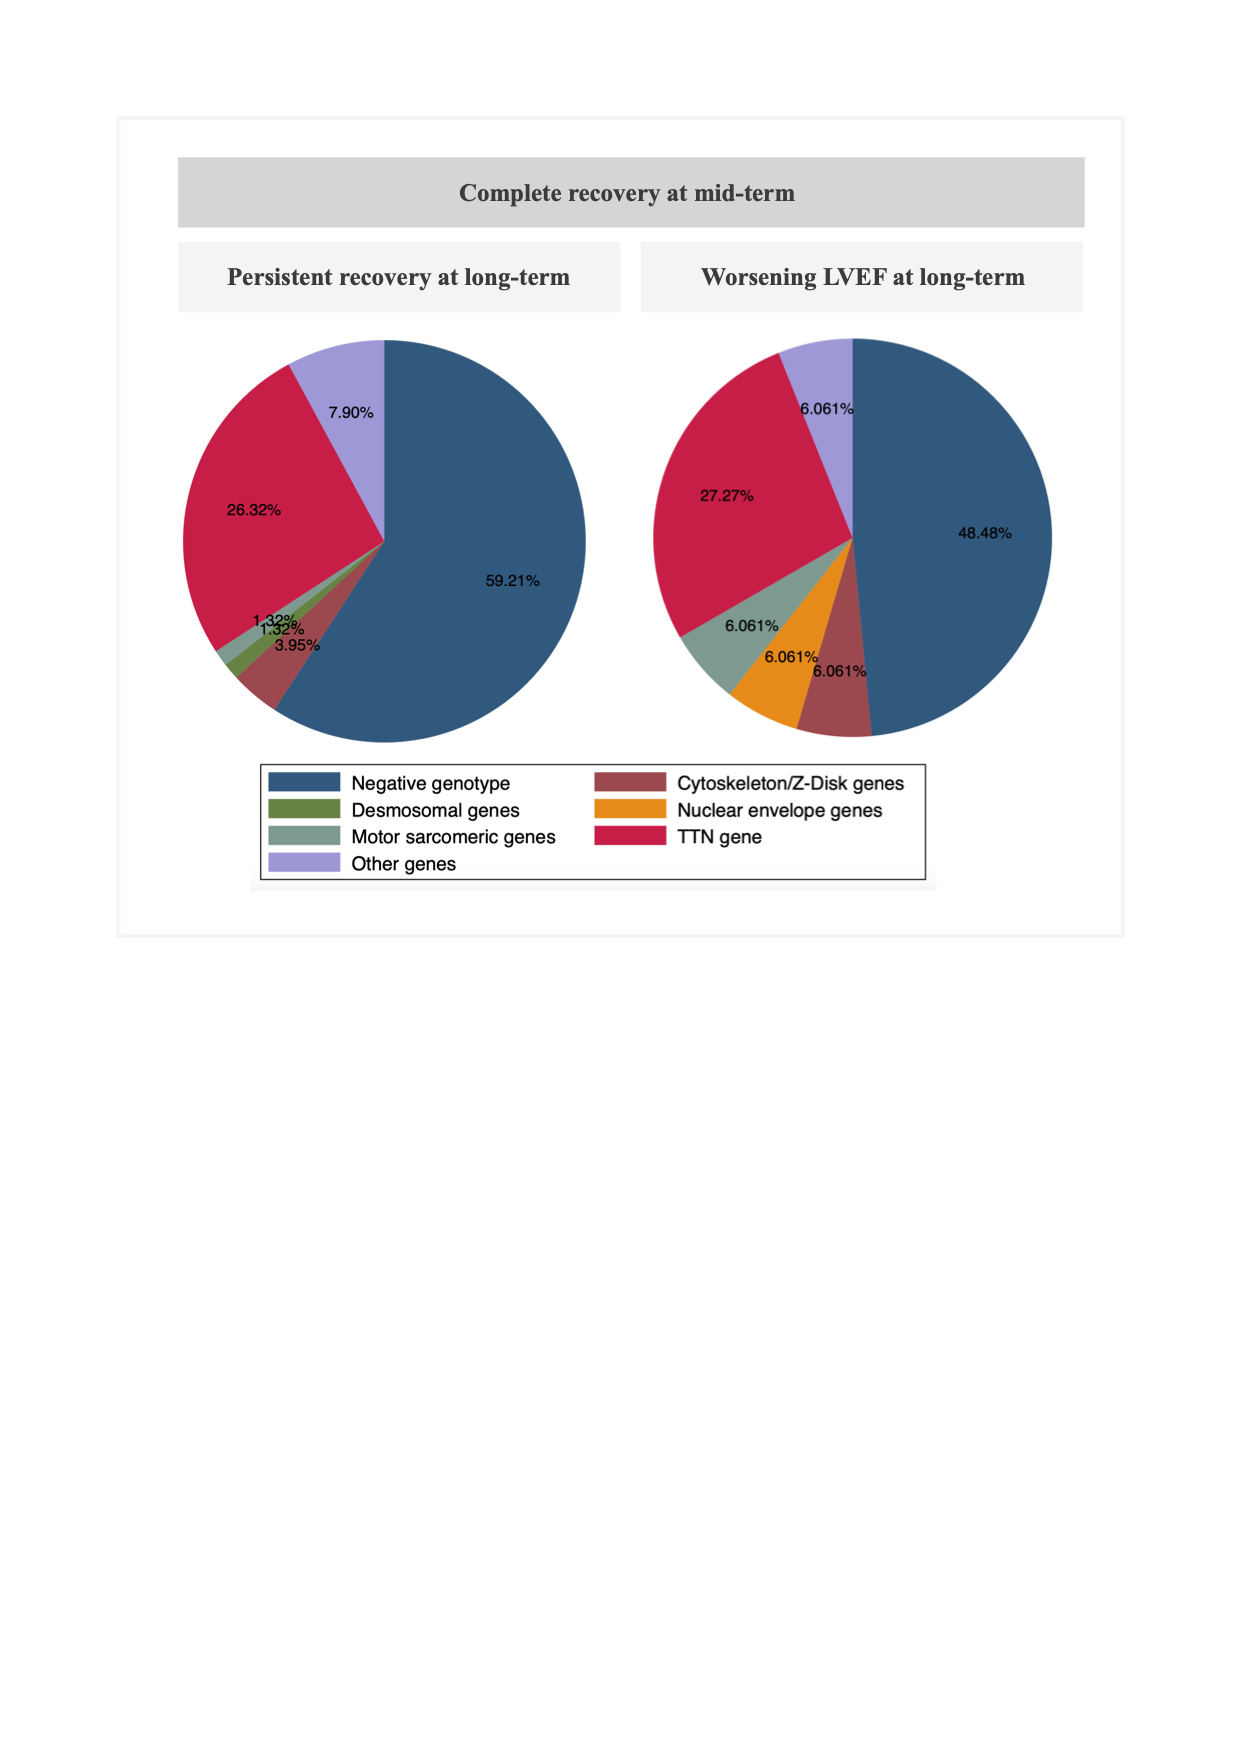 Complete recovery at mid-term
Persistent recovery at long-term
Worsening LVEF at long-term
7.90%
26.32%
59.21%
1.32%
1.32%
3.95%
6.061%
27.27%
48.48%
6.061%
6.061%
6.061%
Negative genotype
Cytoskeleton/Z-Disk genes
Desmosomal genes
Nuclear envelope genes
Motor sarcomeric genes
TTN gene
Other genes